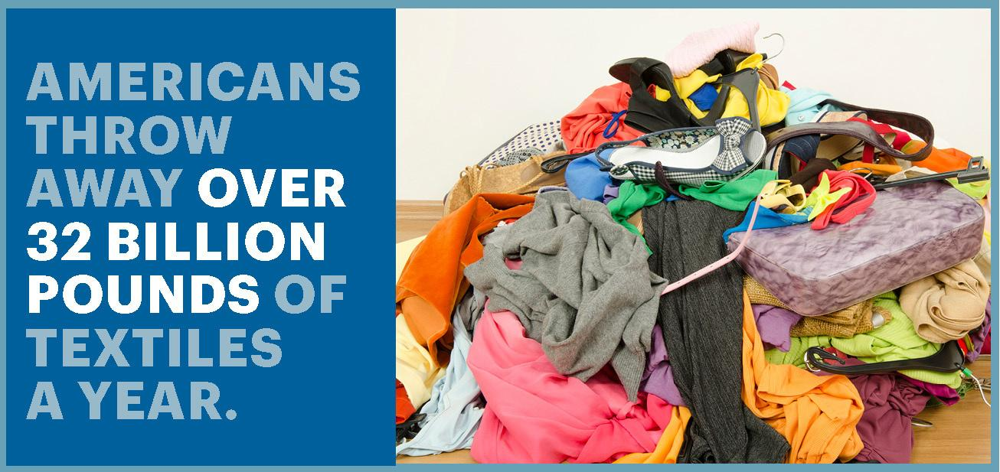 AMERICANS
THROW
AWAY OVER
32 BILLION
POUNDS OF
TEXTILES
A YEAR.